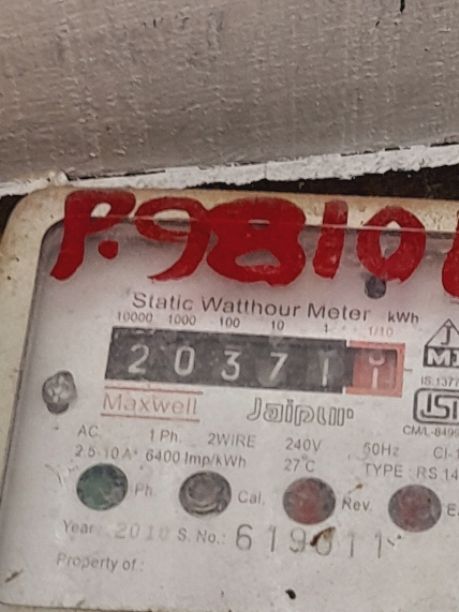 P.9810
Static Watthour Meter kWh
10000 1000 100 10 1 1/10
2 0 3 7 1
Maxwell Jaipur
AC 1 Ph. 2WIRE 240V 50Hz
2.5-10 A 6400 Imp/kWh 27°C TYPE : RS
Ph. Cal. Rev.
Year : 2010 S. No.: 619011
Property of :